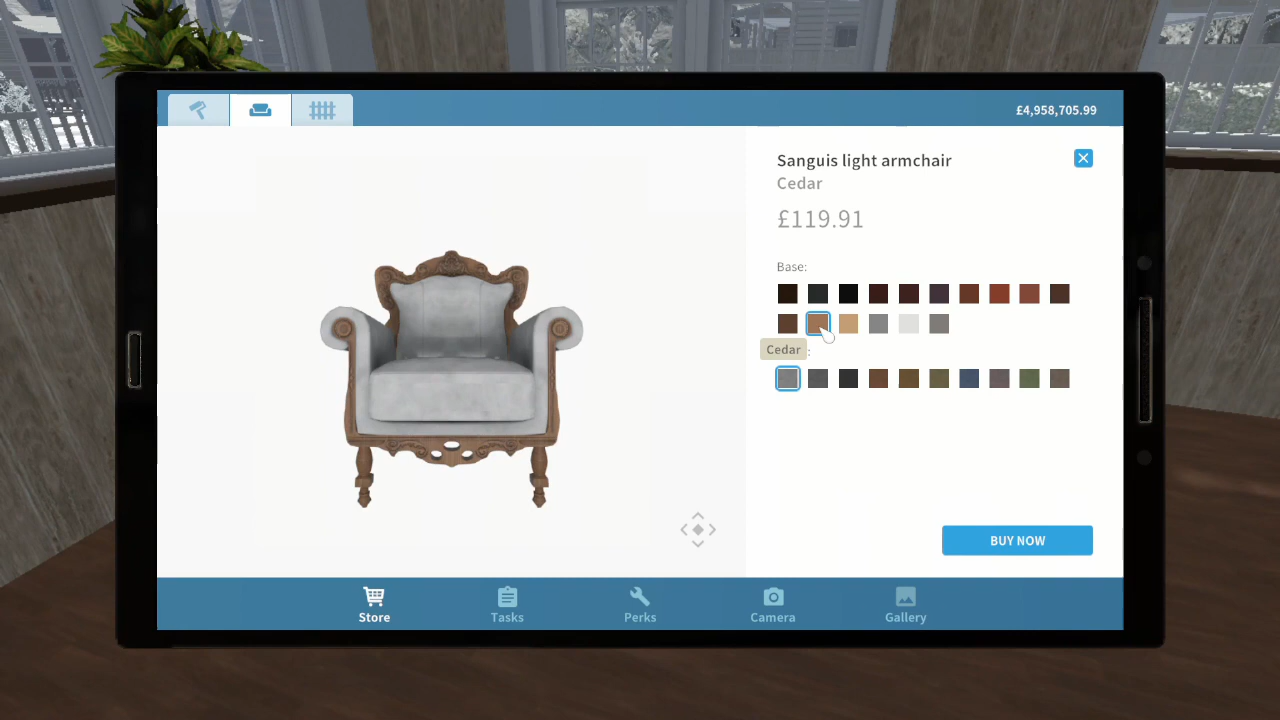 £4,958,705.99
Sanguis light armchair
Cedar
£119.91
Base:
Cedar :
BUY NOW
Store Tasks Perks Camera Gallery